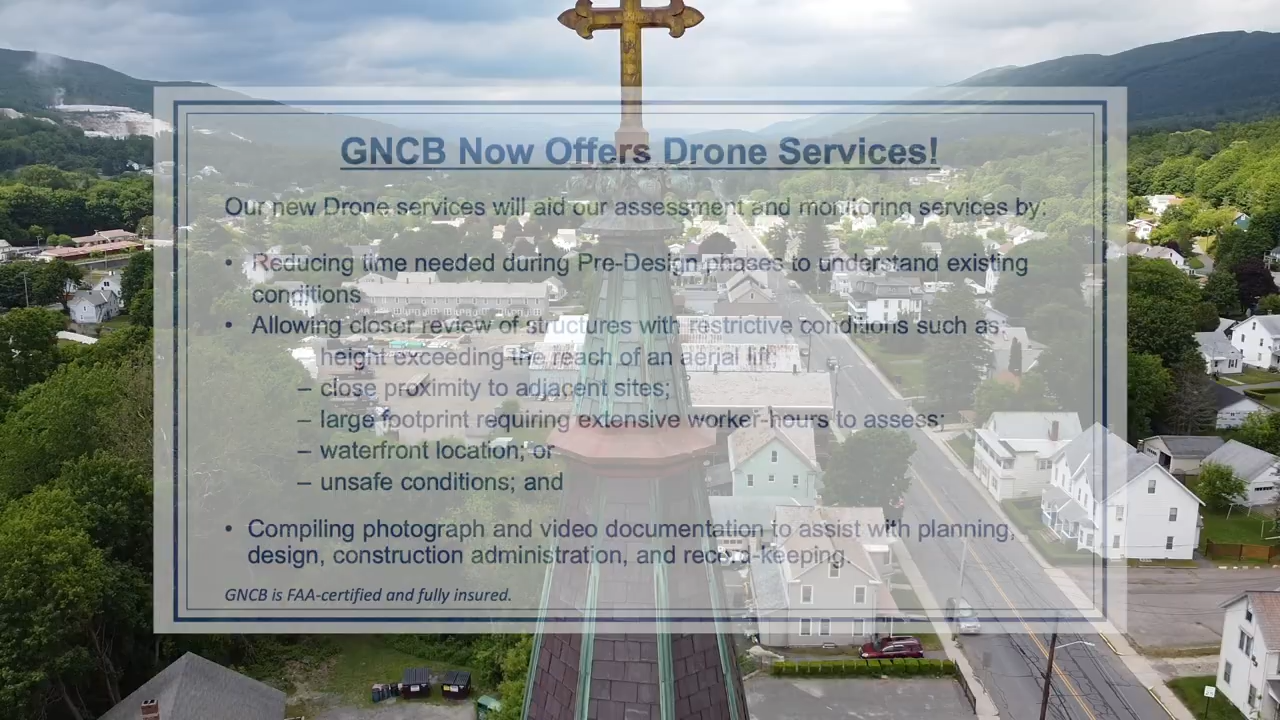 GNCB Now Offers Drone Services!
Our new Drone services will aid our assessment and monitoring services by:
• Reducing time needed during Pre-Design phases to understand existing
conditions
• Allowing closer review of structures with restrictive conditions such as:
height exceeding the reach of an aerial lift;
– close proximity to adjacent sites;
– large footprint requiring extensive worker-hours to assess;
– waterfront location; or
– unsafe conditions; and
• Compiling photograph and video documentation to assist with planning,
design, construction administration, and record-keeping.
GNCB is FAA-certified and fully insured.